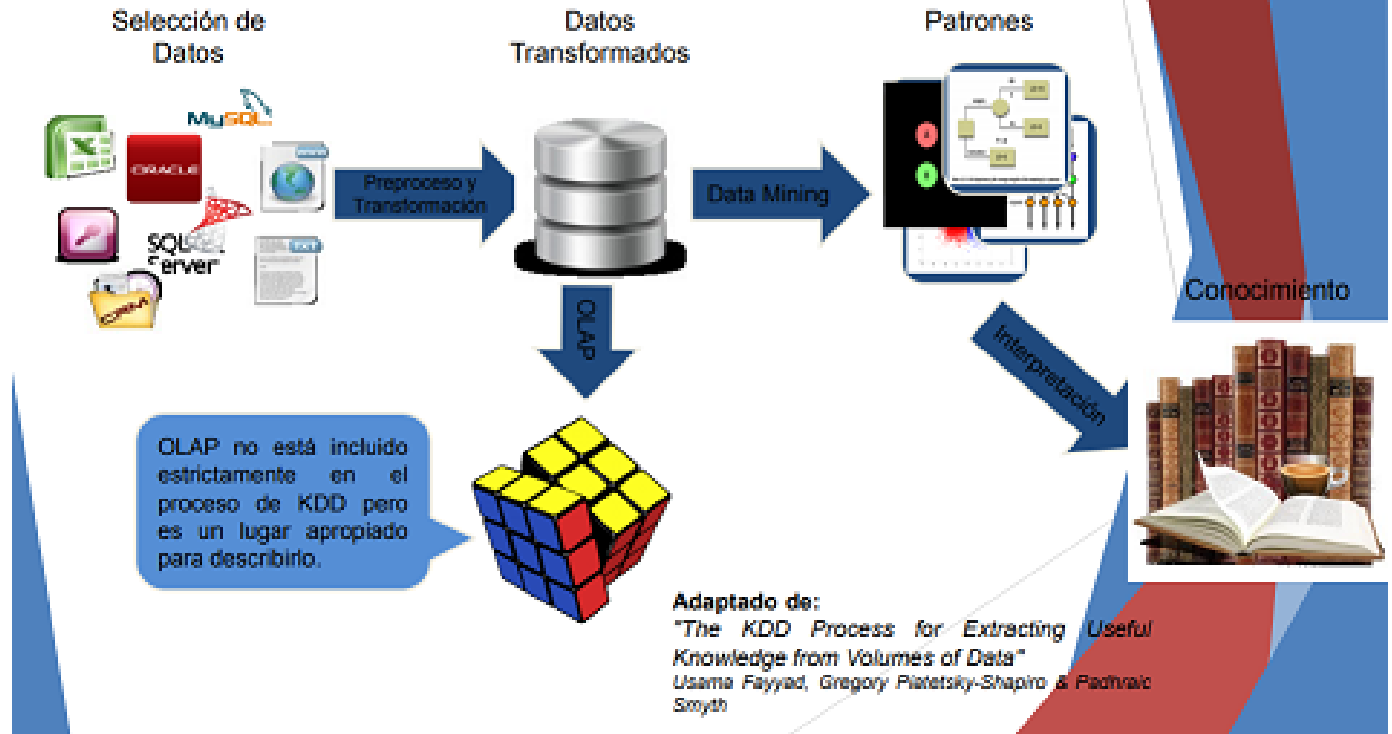 Selección de
Datos
Datos
Transformados
Patrones
MySQL
ORACLE
WWW
SQL
Server
TXT
Preproceso y
Transformación
Data Mining
OLAP
Interpretación
Conocimiento
OLAP no está incluido
estrictamente en el
proceso de KDD pero
es un lugar apropiado
para describirlo.
Adaptado de:
"The KDD Process for Extracting Useful
Knowledge from Volumes of Data"
Usama Fayyad, Gregory Piatetsky-Shapiro & Padhraic
Smyth